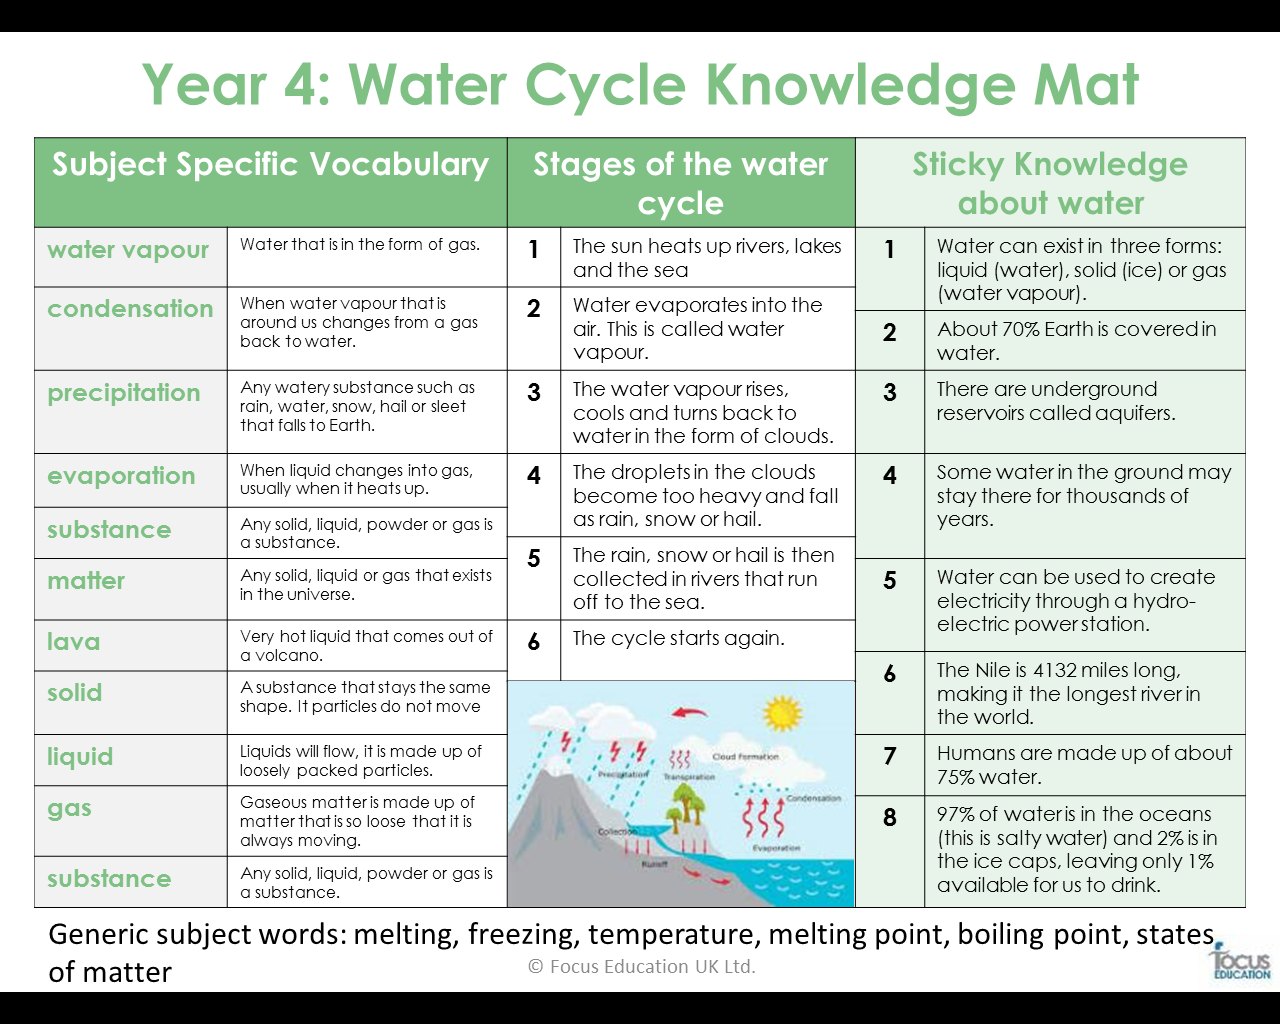 Year 4: Water Cycle Knowledge Mat
Subject Specific Vocabulary
water vapour
Water that is in the form of gas.
condensation
When water vapour that is
around us changes from a gas
back to water.
precipitation
Any watery substance such as
rain, water, snow, hail or sleet
that falls to Earth.
evaporation
When liquid changes into gas,
usually when it heats up.
substance
Any solid, liquid, powder or gas is
a substance.
matter
Any solid, liquid or gas that exists
in the universe.
lava
Very hot liquid that comes out of
a volcano.
solid
A substance that stays the same
shape. It particles do not move
liquid
Liquids will flow, it is made up of
loosely packed particles.
gas
Gaseous matter is made up of
matter that is so loose that it is
always moving.
substance
Any solid, liquid, powder or gas is
a substance.
Stages of the water
cycle
1
The sun heats up rivers, lakes
and the sea
2
Water evaporates into the
air. This is called water
vapour.
3
The water vapour rises,
cools and turns back to
water in the form of clouds.
4
The droplets in the clouds
become too heavy and fall
as rain, snow or hail.
5
The rain, snow or hail is then
collected in rivers that run
off to the sea.
6
The cycle starts again.
Cloud Formation
Precipitation
Transpiration
Condensation
Collection
Evaporation
Runoff
Sticky Knowledge
about water
1
Water can exist in three forms:
liquid (water), solid (ice) or gas
(water vapour).
2
About 70% Earth is covered in
water.
3
There are underground
reservoirs called aquifers.
4
Some water in the ground may
stay there for thousands of
years.
5
Water can be used to create
electricity through a hydro-
electric power station.
6
The Nile is 4132 miles long,
making it the longest river in
the world.
7
Humans are made up of about
75% water.
8
97% of water is in the oceans
(this is salty water) and 2% is in
the ice caps, leaving only 1%
available for us to drink.
Generic subject words: melting, freezing, temperature, melting point, boiling point, states
of matter
© Focus Education UK Ltd.
focus
EDUCATION